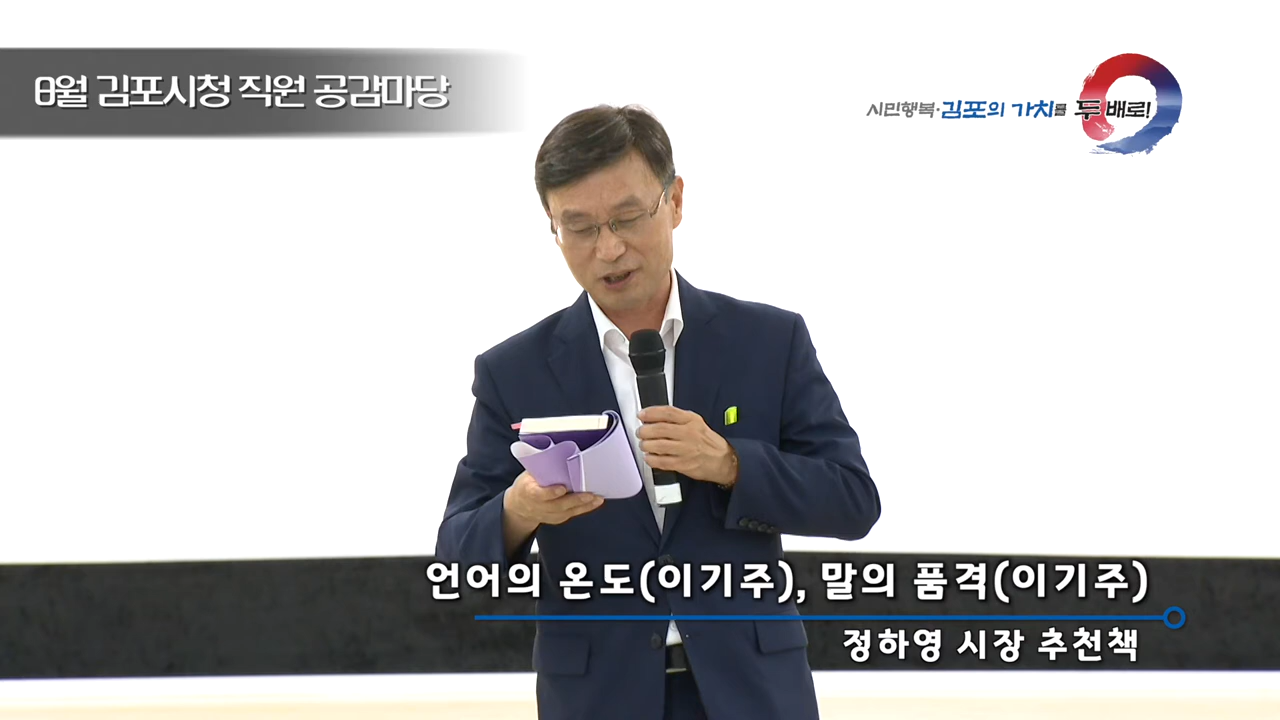 8월 김포시청 직원 공감마당
시민행복·김포의 가치를 두 배로!
언어의 온도(이기주), 말의 품격(이기주)
정하영 시장 추천책